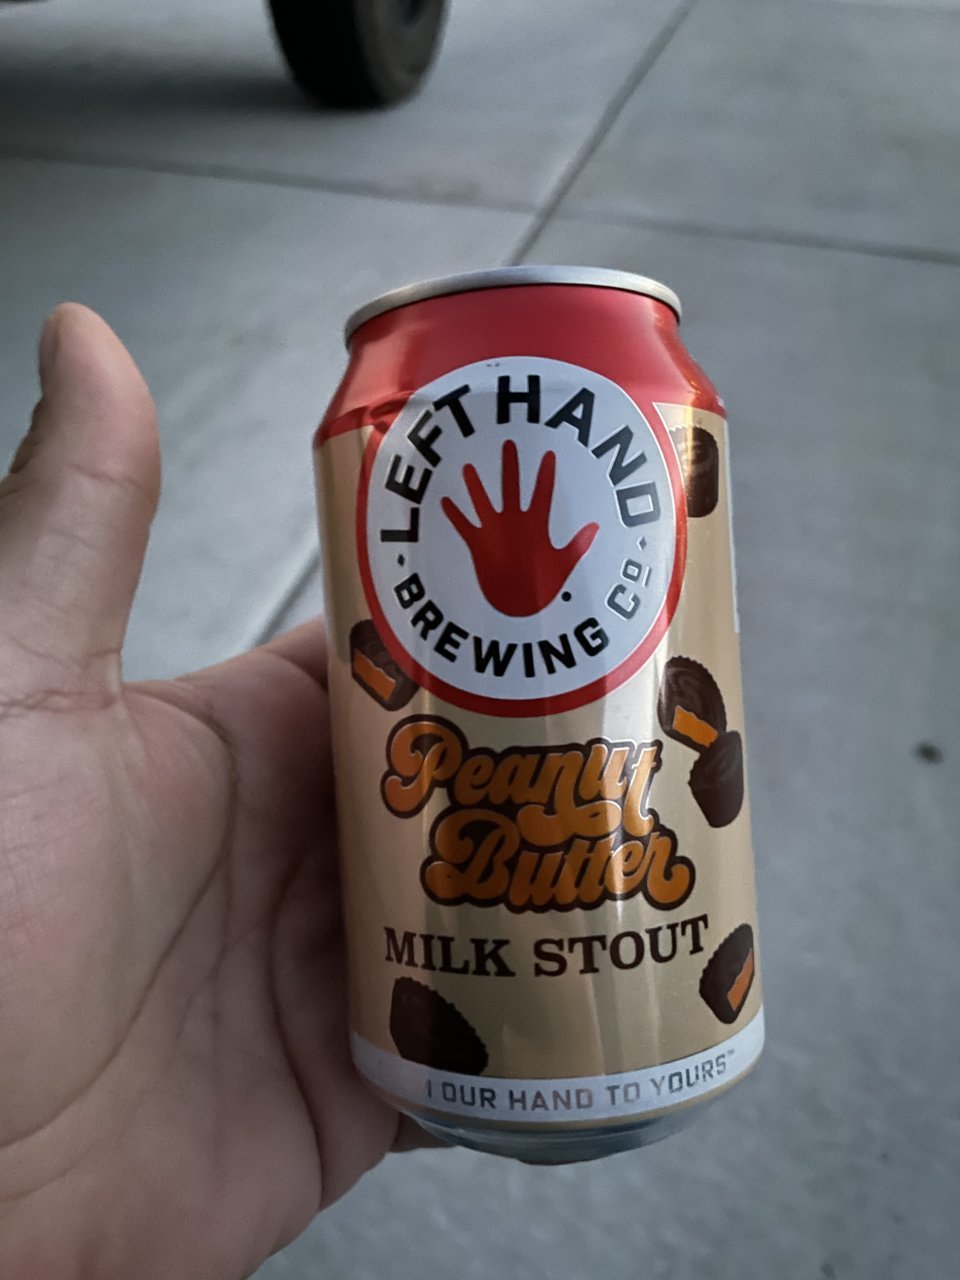 LEFT HAND
BREWING Cº
Peanut
Butter
MILK STOUT
OUR HAND TO YOURS™